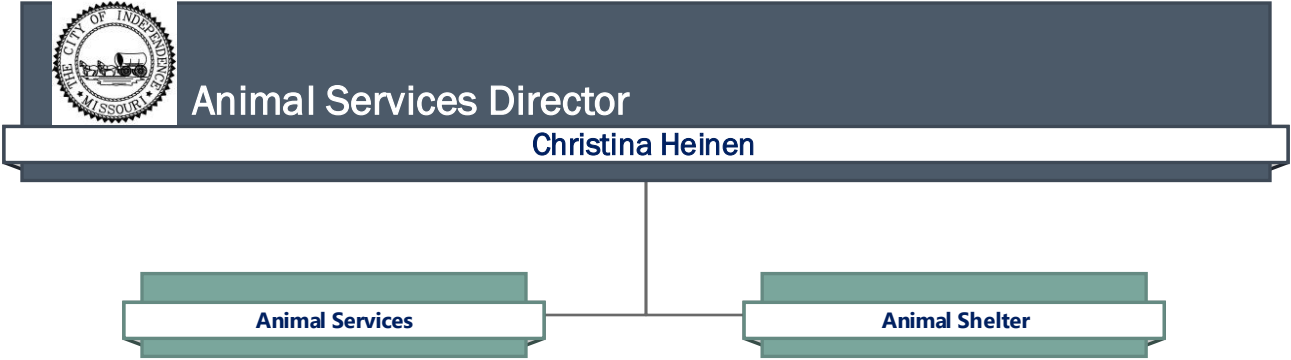 THE CITY OF INDEPENDENCE
MISSOURI
Animal Services Director
Christina Heinen
Animal Services
Animal Shelter